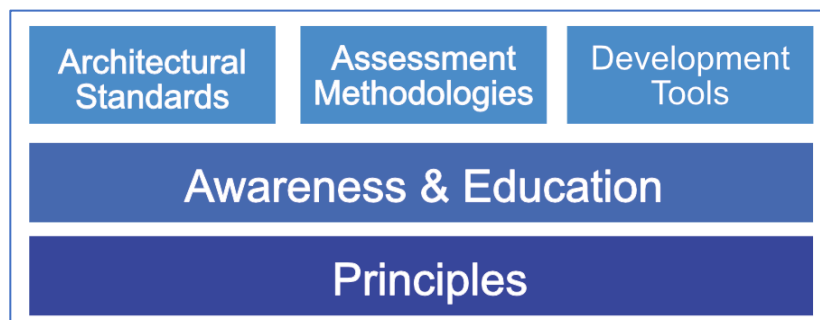 Architectural
Standards
Assessment
Methodologies
Development
Tools
Awareness & Education
Principles